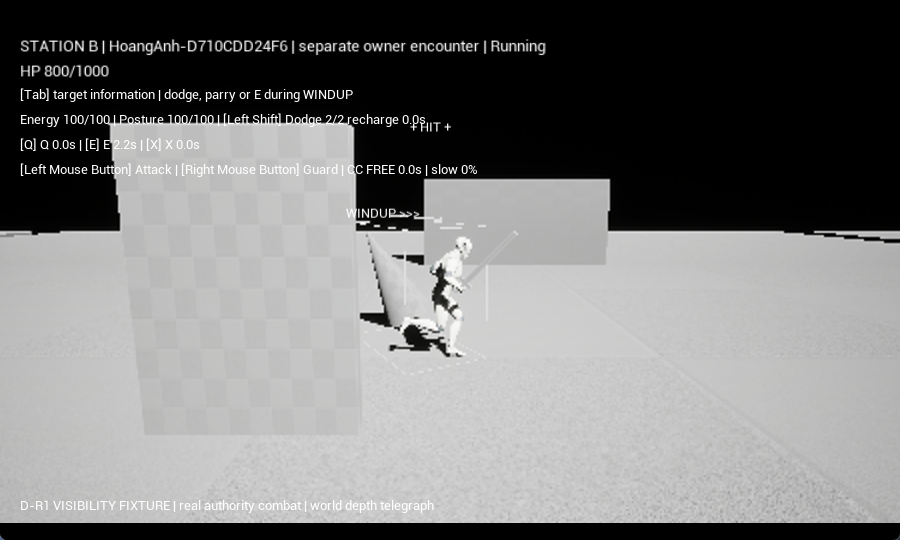 STATION B | HoangAnh-D710CDD24F6 | separate owner encounter | Running
HP 800/1000
[Tab] target information | dodge, parry or E during WINDUP
Energy 100/100 | Posture 100/100 | [Left Shift] Dodge 2/2 recharge 0.0s
+ HIT +
[Q] Q 0.0s | [E] E 2.2s | [X] X 0.0s
[Left Mouse Button] Attack | [Right Mouse Button] Guard | CC FREE 0.0s | slow 0%
WINDUP >>>
D-R1 VISIBILITY FIXTURE | real authority combat | world depth telegraph